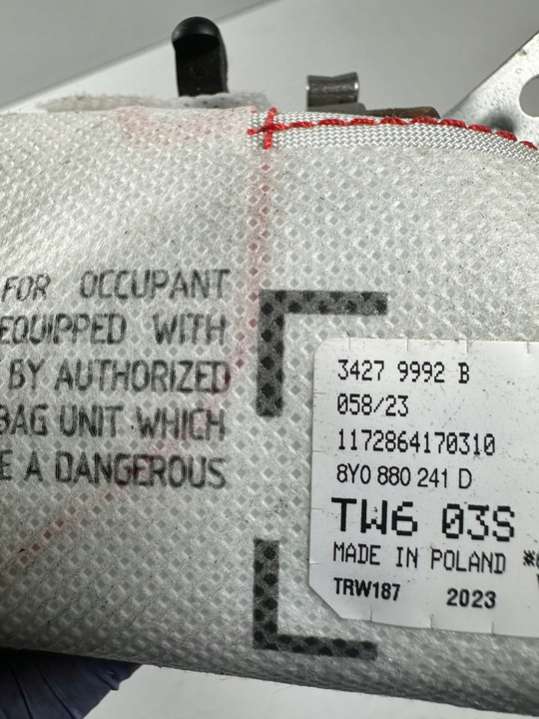 FOR OCCUPANT
EQUIPPED WITH
BY AUTHORIZED
BAG UNIT WHICH
A DANGEROUS
3427 9992 B
058/23
1172864170310
8Y0 880 241 D
TW6 03S
MADE IN POLAND
TRW187 2023